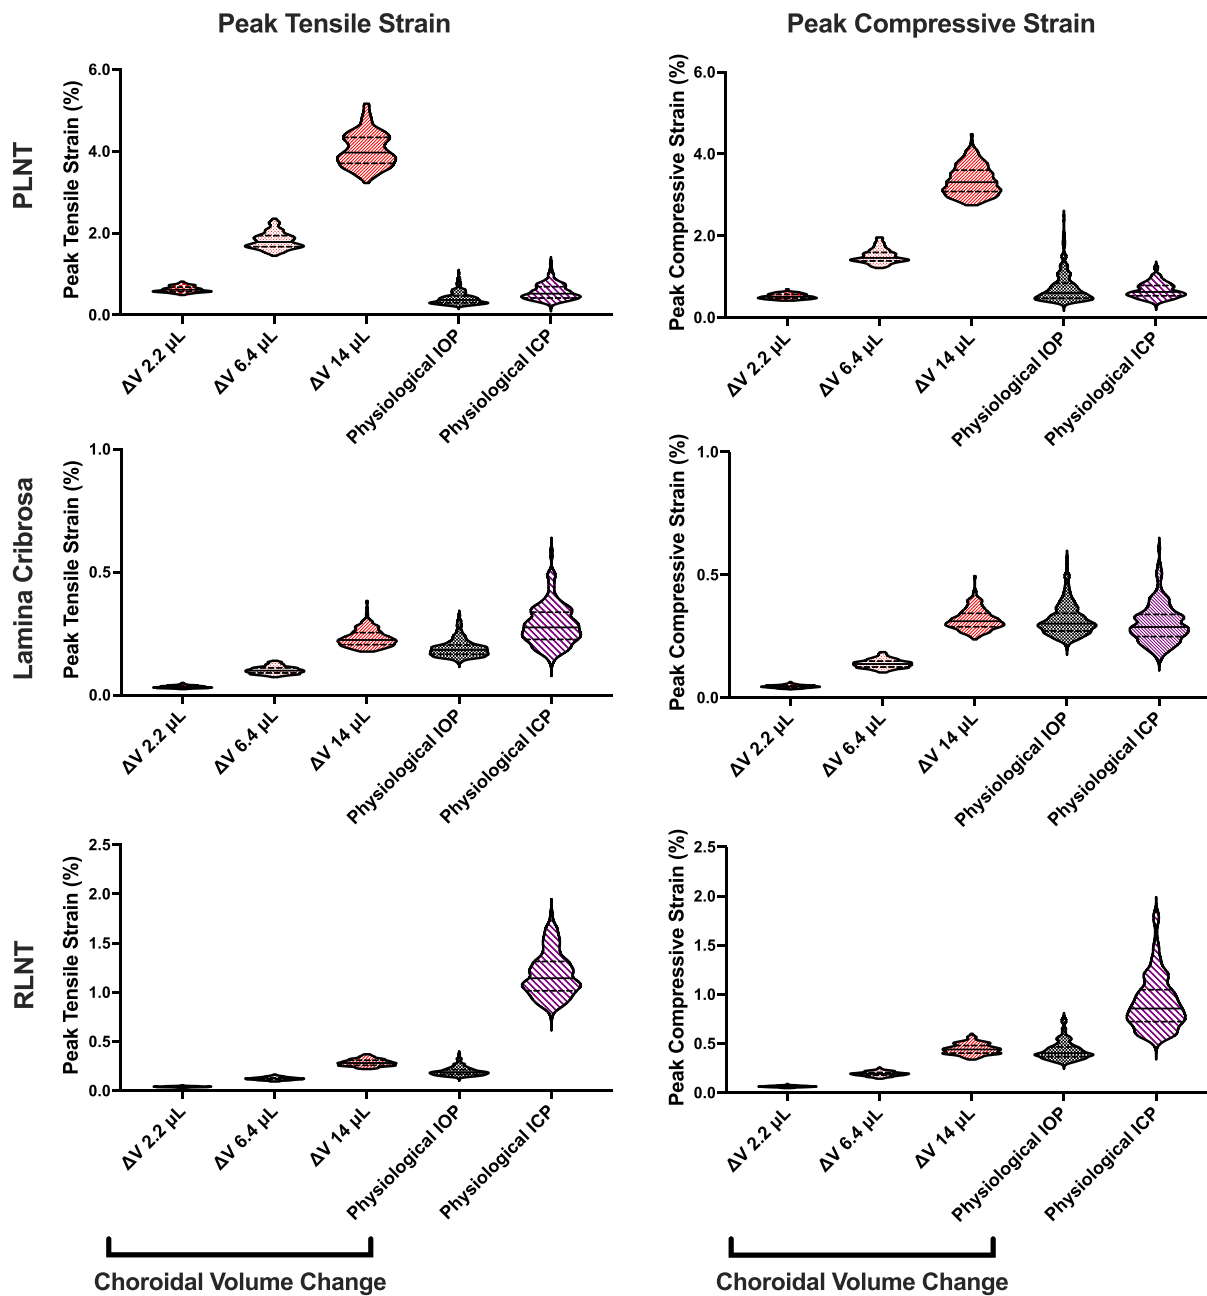 Peak Tensile Strain
Peak Compressive Strain
PLNT
Peak Tensile Strain (%)
6.0
4.0
2.0
0.0
ΔV 2.2 µL
ΔV 6.4 µL
ΔV 14 µL
Physiological IOP
Physiological ICP
Peak Compressive Strain (%)
6.0
4.0
2.0
0.0
ΔV 2.2 µL
ΔV 6.4 µL
ΔV 14 µL
Physiological IOP
Physiological ICP
Lamina Cribrosa
Peak Tensile Strain (%)
1.0
0.5
0.0
ΔV 2.2 µL
ΔV 6.4 µL
ΔV 14 µL
Physiological IOP
Physiological ICP
Peak Compressive Strain (%)
1.0
0.5
0.0
ΔV 2.2 µL
ΔV 6.4 µL
ΔV 14 µL
Physiological IOP
Physiological ICP
RLNT
Peak Tensile Strain (%)
2.5
2.0
1.5
1.0
0.5
0.0
ΔV 2.2 µL
ΔV 6.4 µL
ΔV 14 µL
Physiological IOP
Physiological ICP
Peak Compressive Strain (%)
2.5
2.0
1.5
1.0
0.5
0.0
ΔV 2.2 µL
ΔV 6.4 µL
ΔV 14 µL
Physiological IOP
Physiological ICP
Choroidal Volume Change
Choroidal Volume Change